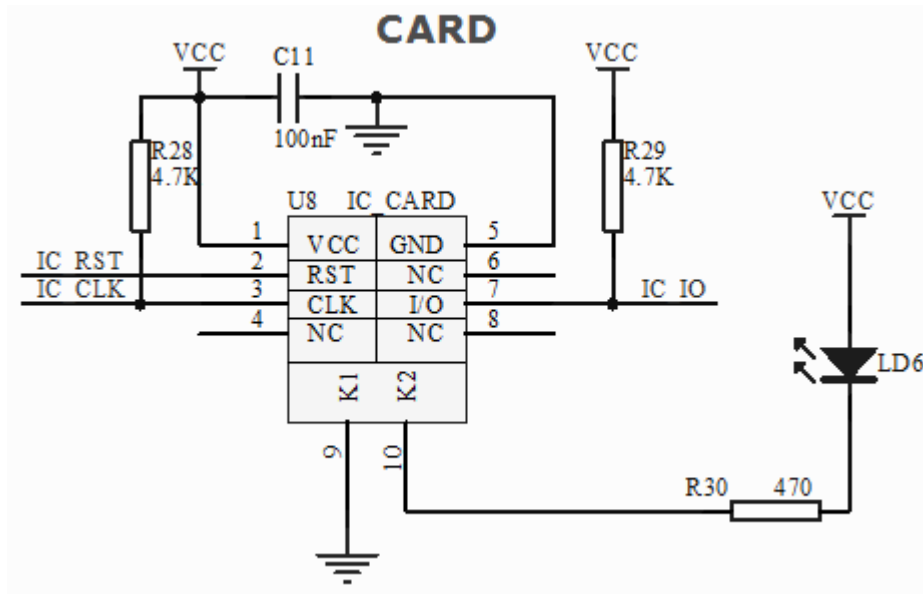 CARD
VCC
C11
VCC
100nF
R28
4.7K
R29
4.7K
U8 IC_CARD
VCC
1
VCC
GND
5
IC_RST
2
RST
NC
6
IC_CLK
3
CLK
I/O
7
IC_IO
4
NC
NC
8
LD6
K1
K2
9
10
R30
470